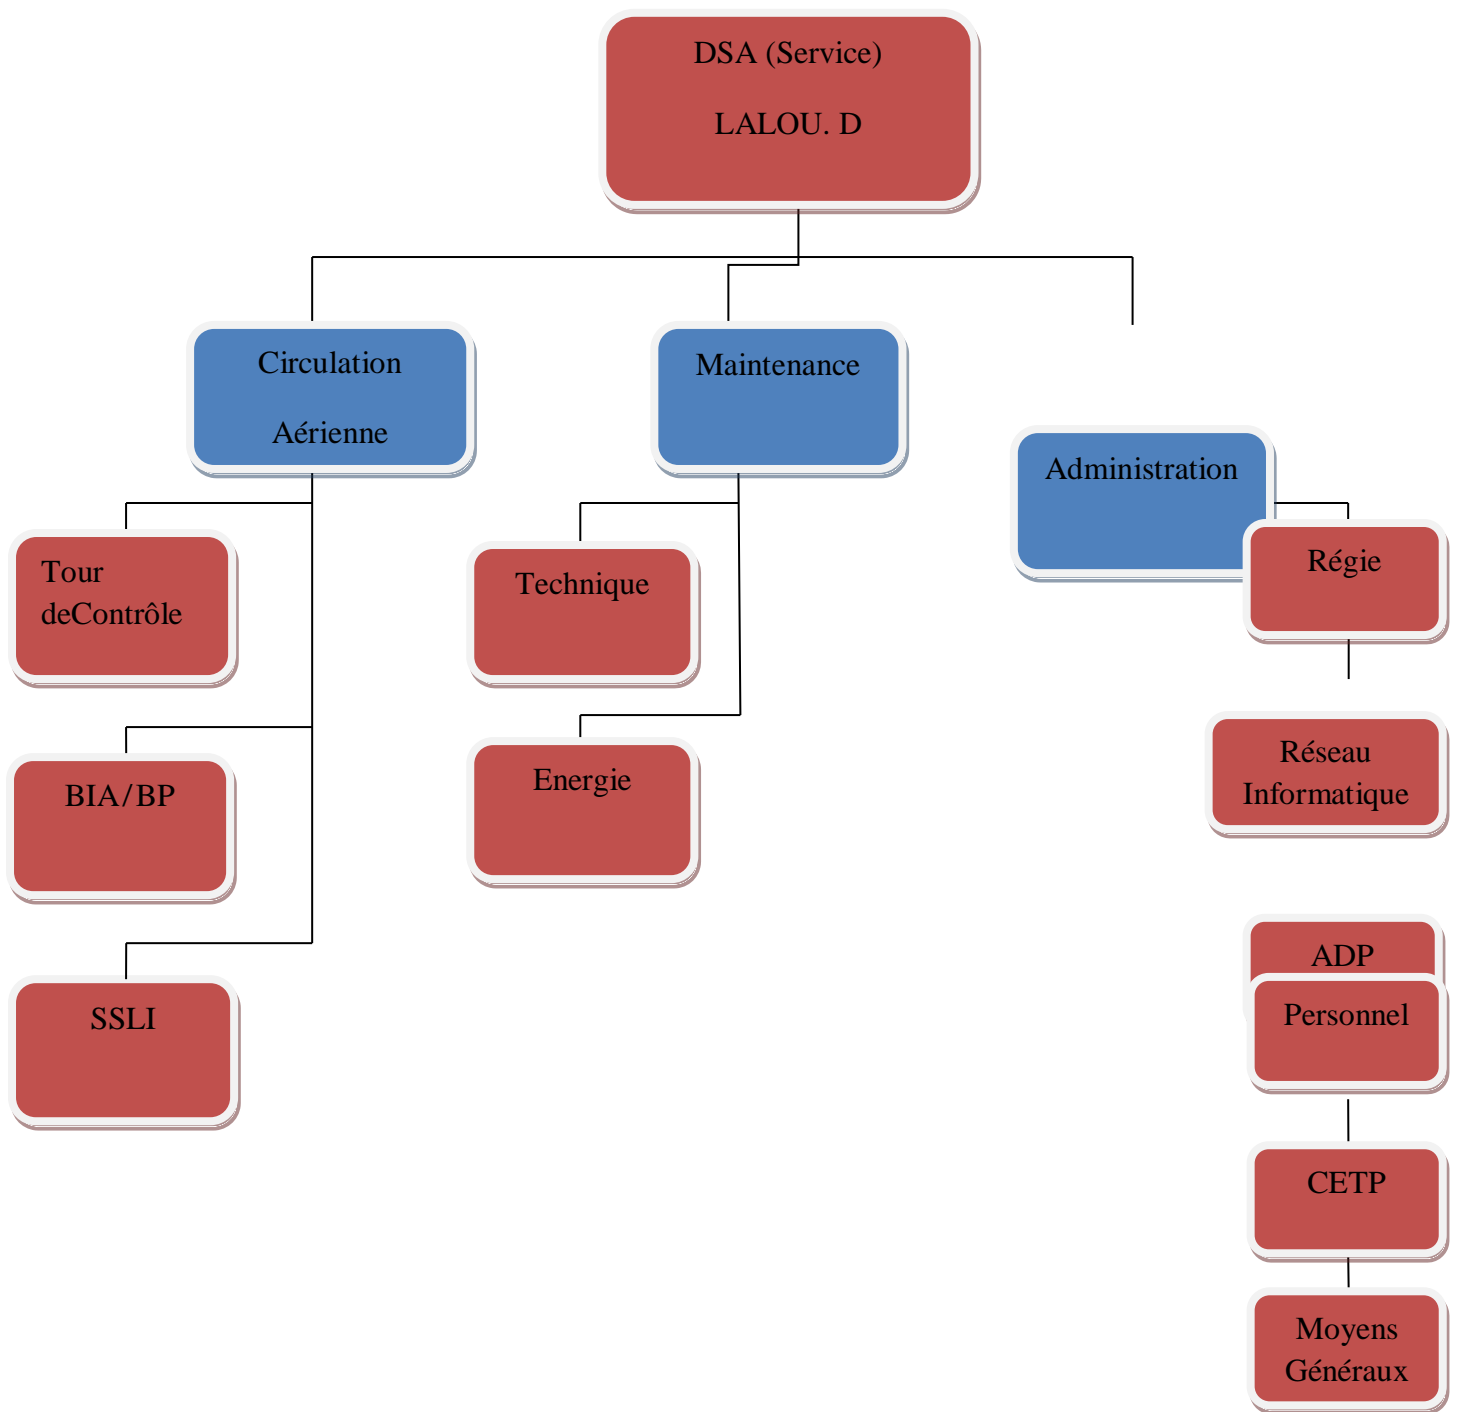 DSA (Service)
LALOU. D
Circulation
Aérienne
Maintenance
Administration
Tour
deContrôle
Technique
Régie
BIA/BP
Energie
Réseau
Informatique
SSLI
ADP
Personnel
CETP
Moyens
Généraux